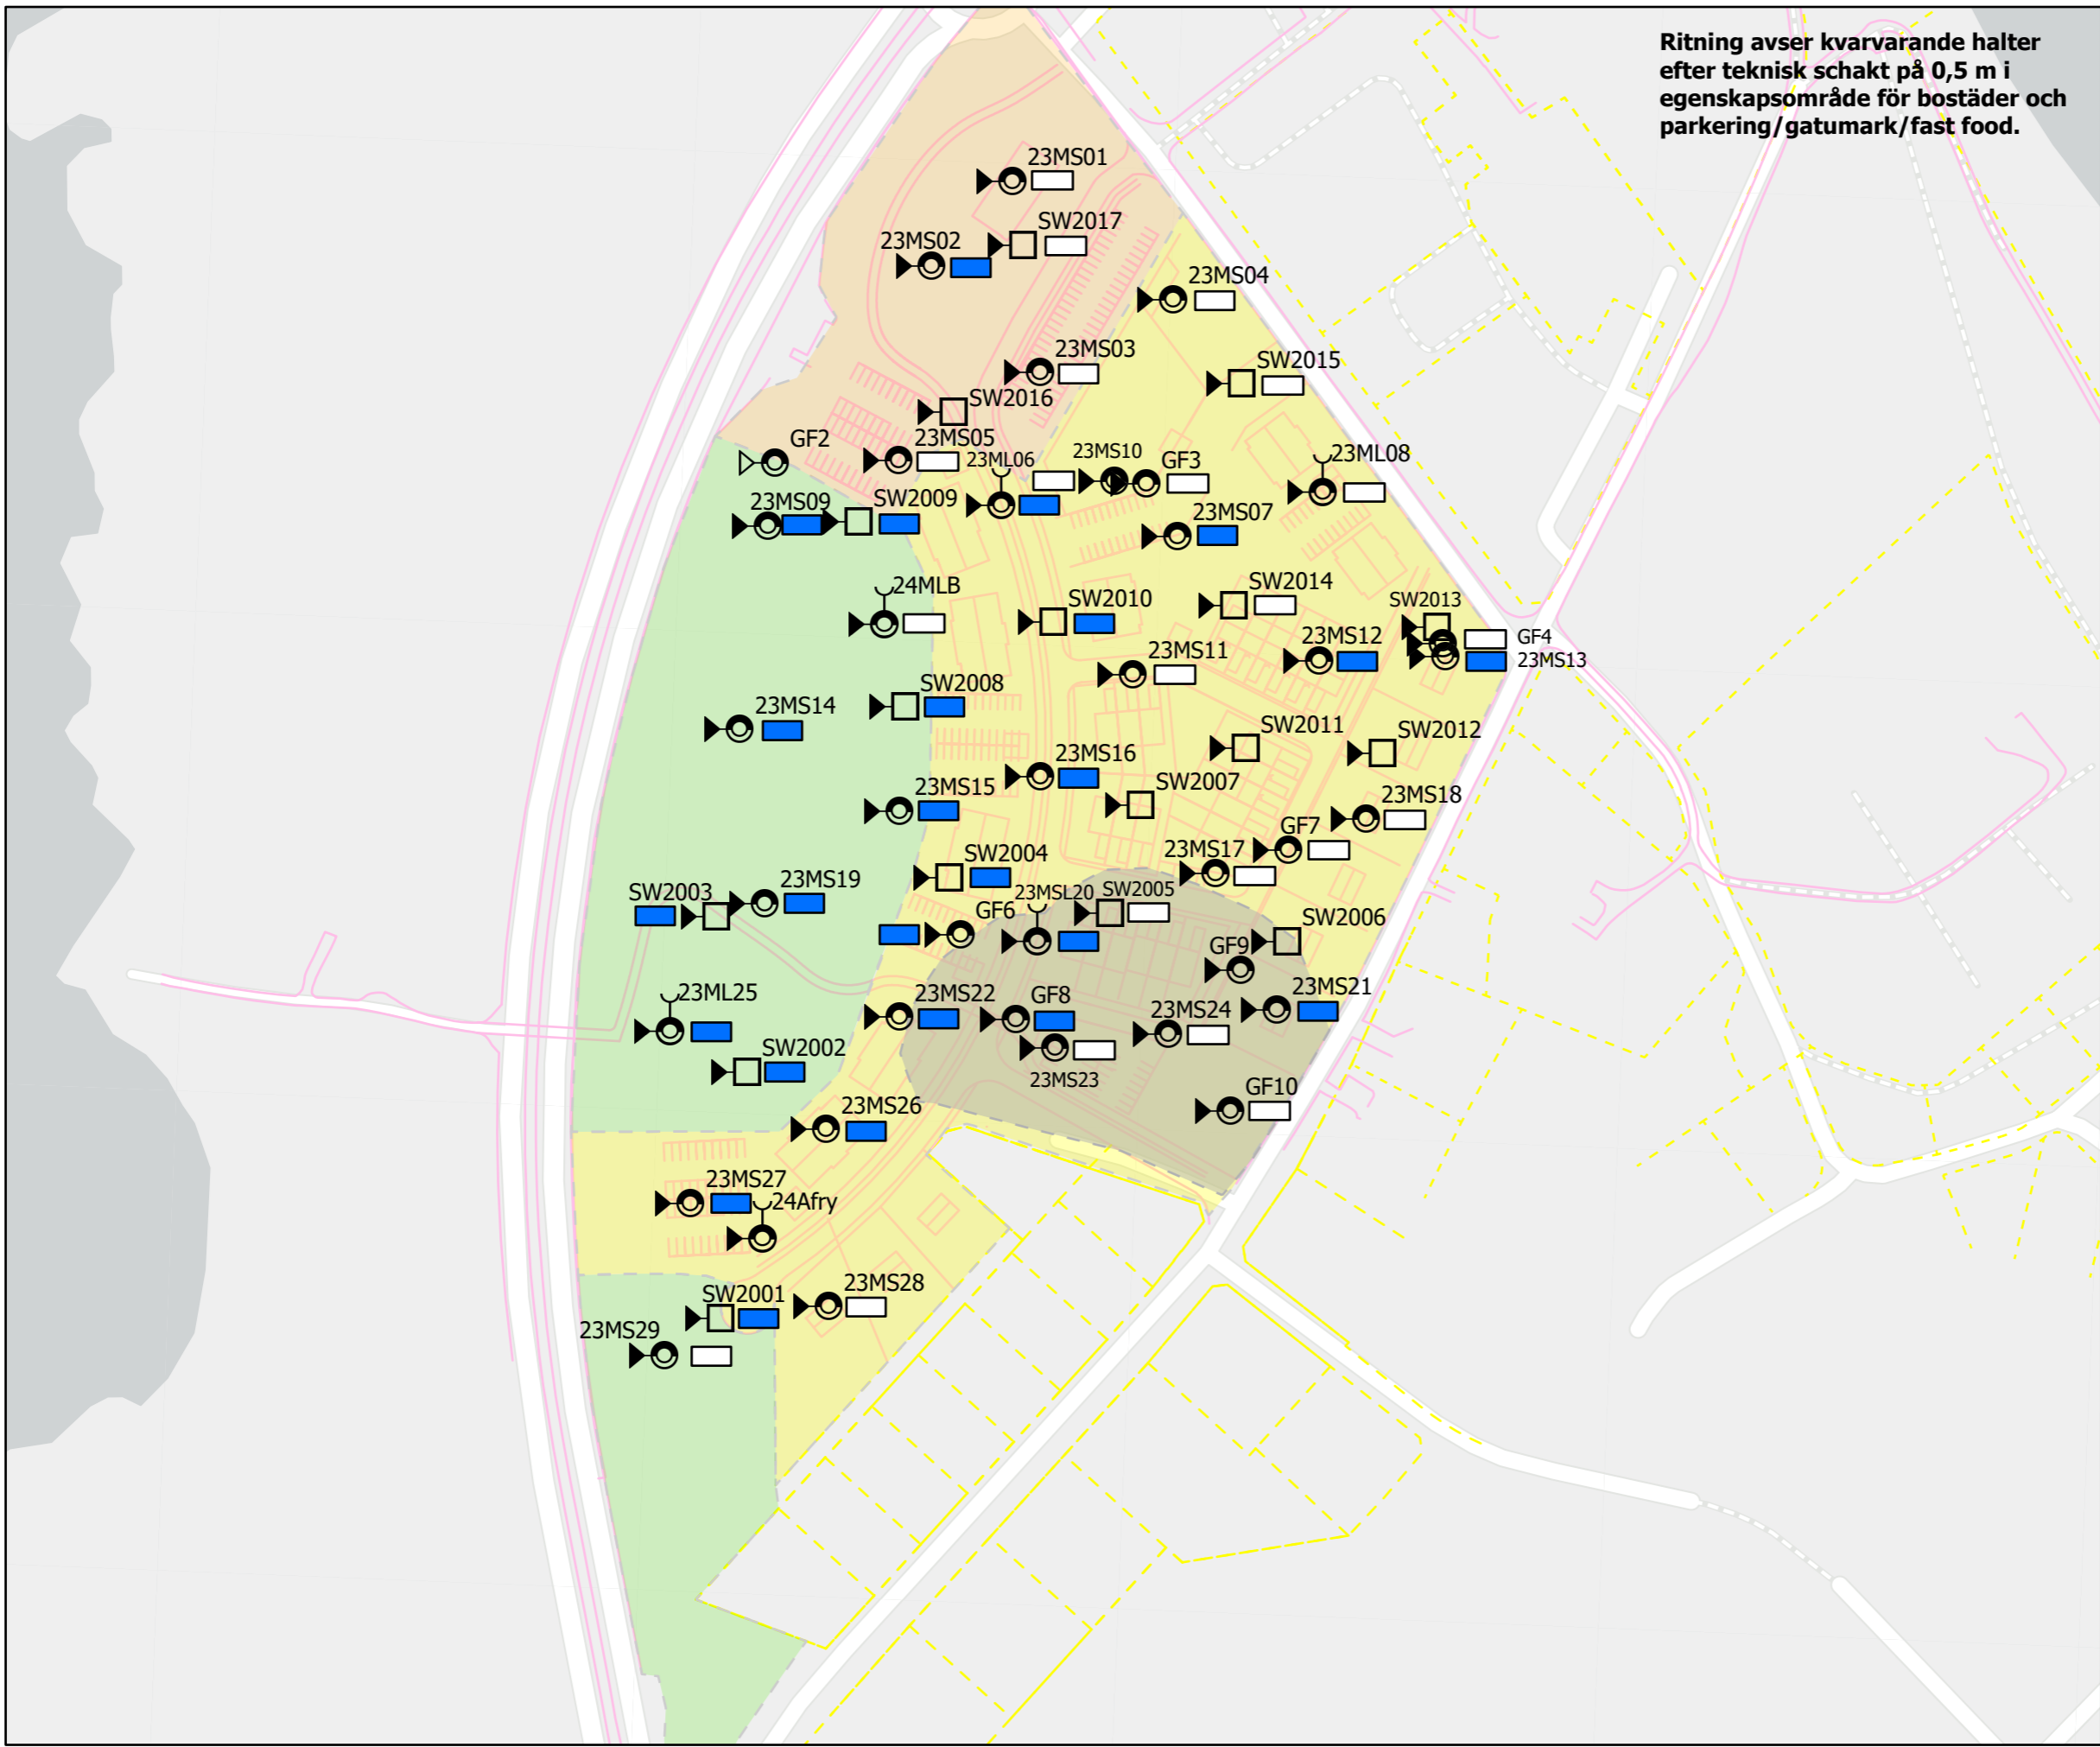 Ritning avser kvarvarande halter
efter teknisk schakt på 0,5 m i
egenskapsområde för bostäder och
parkering/gatumark/fast food.
23MS01
SW2017
23MS02
23MS04
23MS03
SW2015
SW2016
GF2
23MS05
23ML06
23MS10
GF3
23ML08
23MS09
SW2009
23MS07
24MLB
SW2010
SW2014
SW2013
GF4
23MS12
23MS13
23MS11
SW2008
23MS14
SW2011
SW2012
23MS16
SW2007
23MS15
23MS18
GF7
23MS17
SW2004
SW2003
23MS19
23MSL20
SW2005
GF6
SW2006
GF9
23ML25
23MS22
GF8
23MS24
23MS21
SW2002
23MS23
GF10
23MS26
23MS27
24Afry
23MS28
SW2001
23MS29